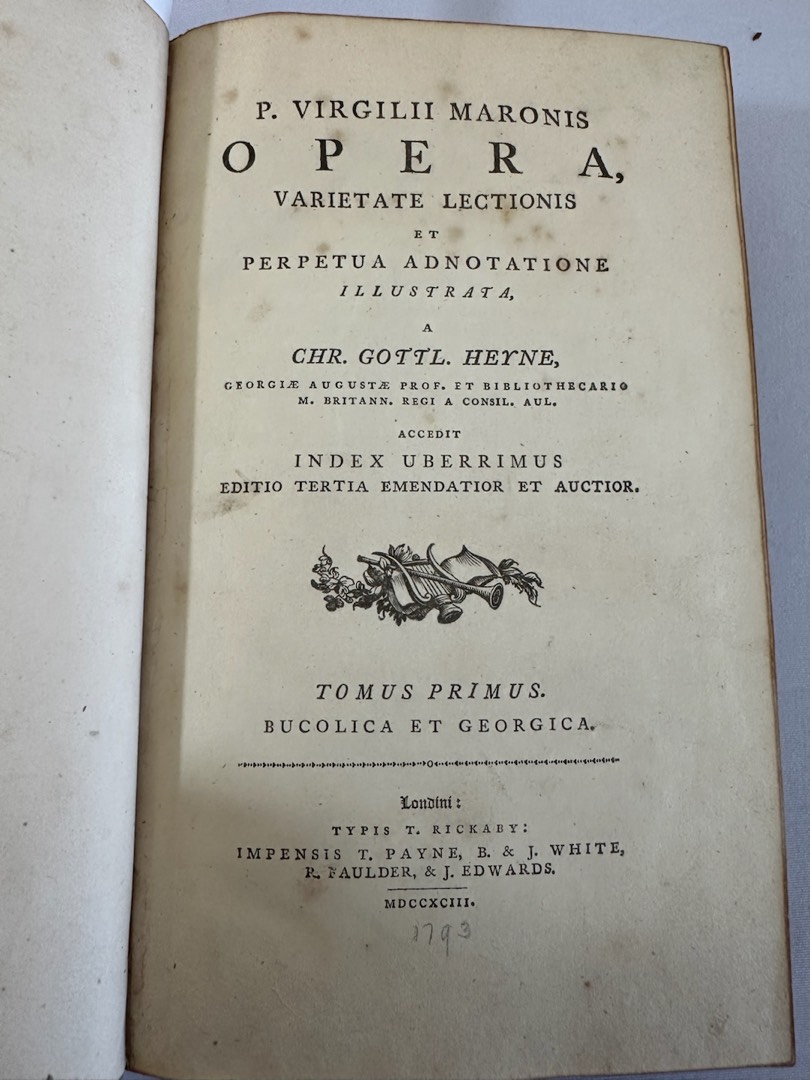 P. VIRGILII MARONIS
OPERA,
VARIETATE LECTIONIS
ET
PERPETUA ADNOTATIONE
ILLUSTRATA,
A
CHR. GOTTL. HEYNE,
GEORGIÆ AUGUSTÆ PROF. ET BIBLIOTHECARIO
M. BRITANN. REGI A CONSIL. AUL.
ACCEDIT
INDEX UBERRIMUS
EDITIO TERTIA EMENDATIOR ET AUCTIOR.
TOMUS PRIMUS.
BUCOLICA ET GEORGICA.
Londini:
TYPIS T. RICKABY:
IMPENSIS T. PAYNE, B. & J. WHITE,
R. FAULDER, & J. EDWARDS.
MDCCXCIII.
1793